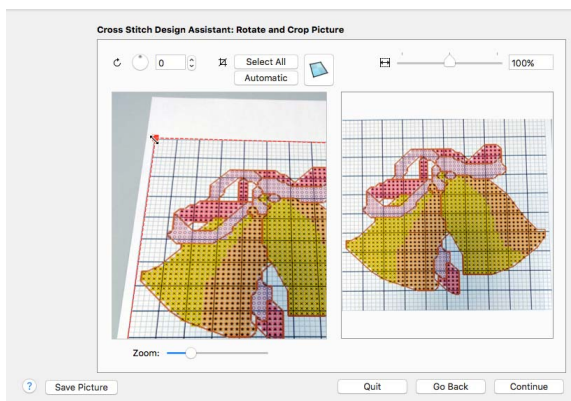 Cross Stitch Design Assistant: Rotate and Crop Picture
0
Select All
Automatic
100%
Zoom:
? Save Picture Quit Go Back Continue